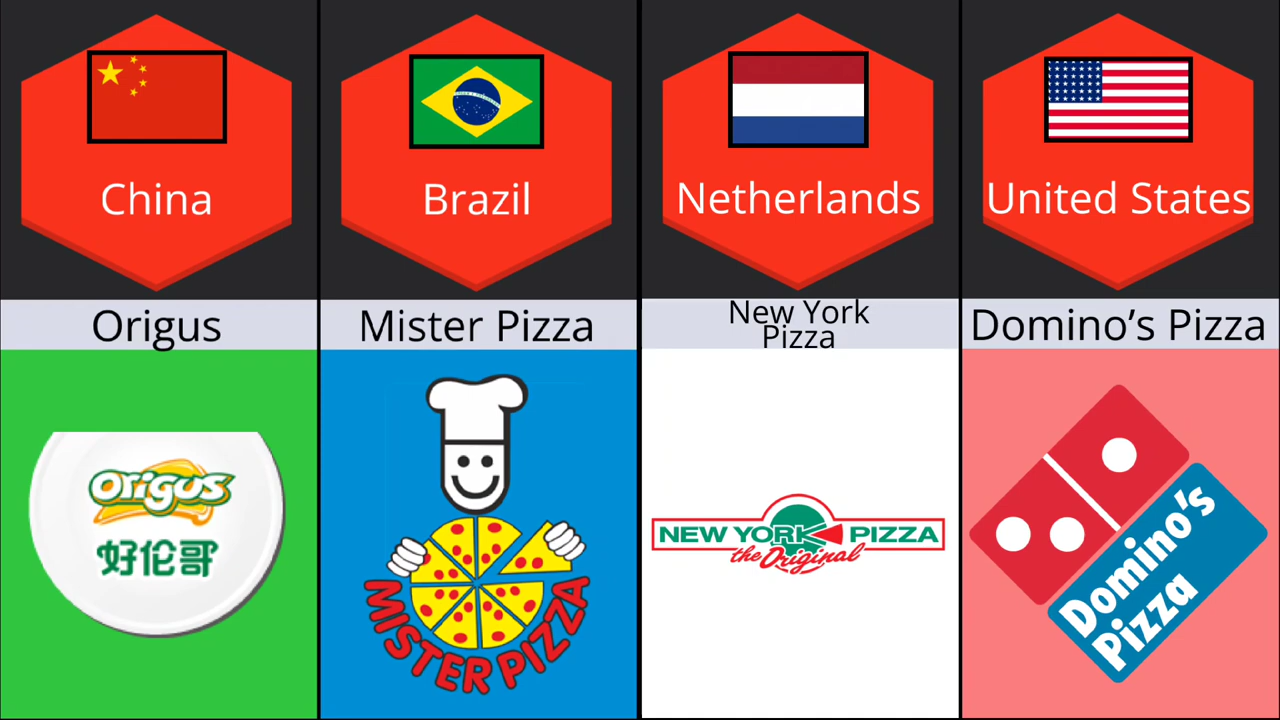 China
Brazil
Netherlands
United States
Origus
Mister Pizza
New York
Pizza
Domino's Pizza
Origus
好伦哥
MISTER PIZZA
NEW YORK PIZZA
the Original
Domino's
Pizza